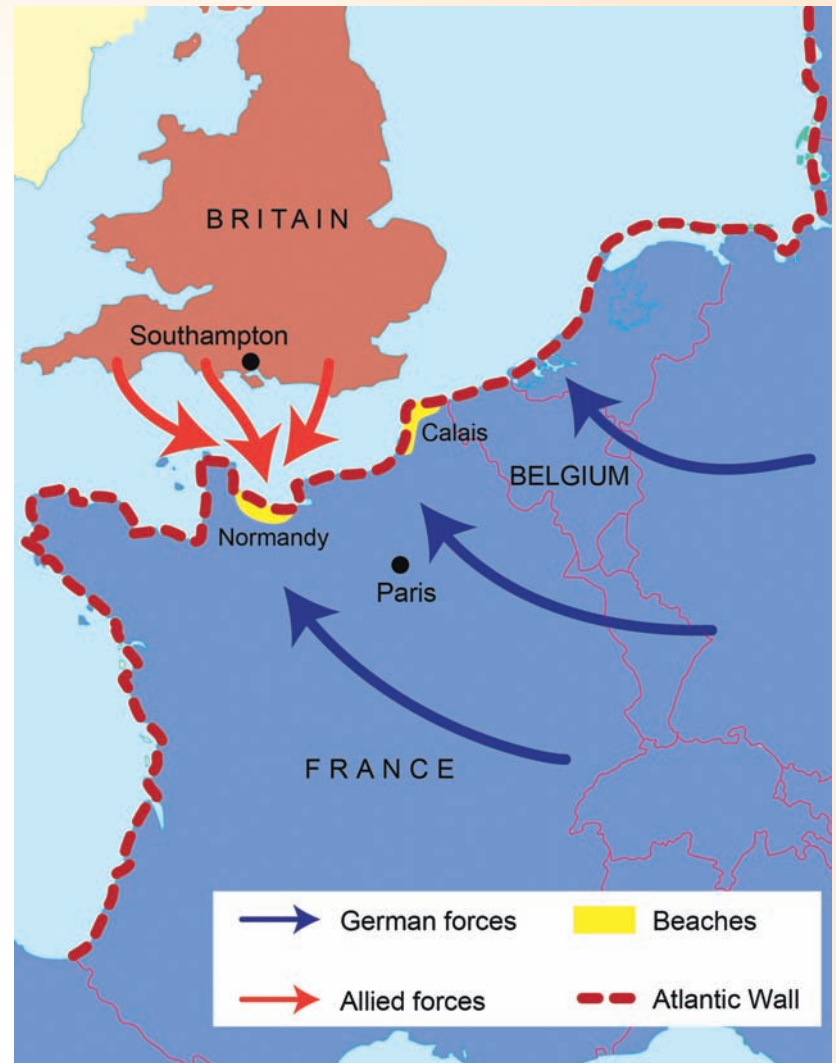 BRITAIN
Southampton
Calais
BELGIUM
Normandy
Paris
FRANCE
German forces
Beaches
Allied forces
Atlantic Wall